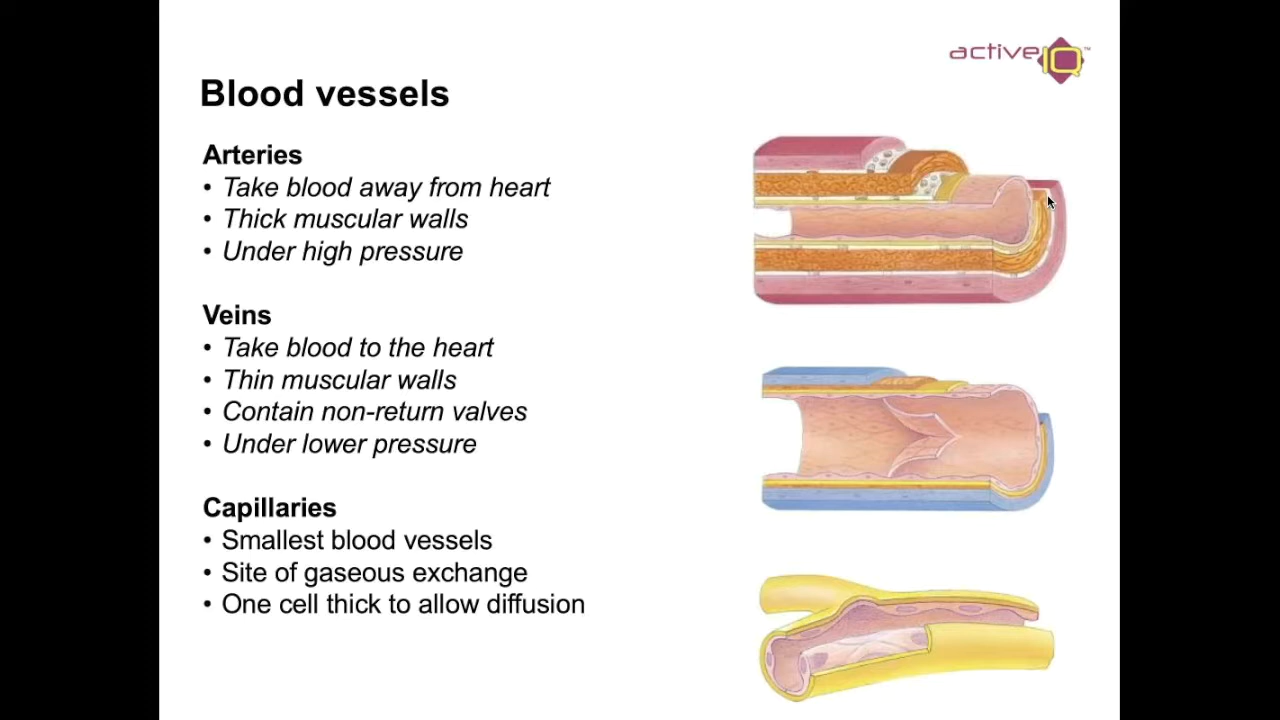 active IQ™
Blood vessels
Arteries
• Take blood away from heart
• Thick muscular walls
• Under high pressure
Veins
• Take blood to the heart
• Thin muscular walls
• Contain non-return valves
• Under lower pressure
Capillaries
• Smallest blood vessels
• Site of gaseous exchange
• One cell thick to allow diffusion